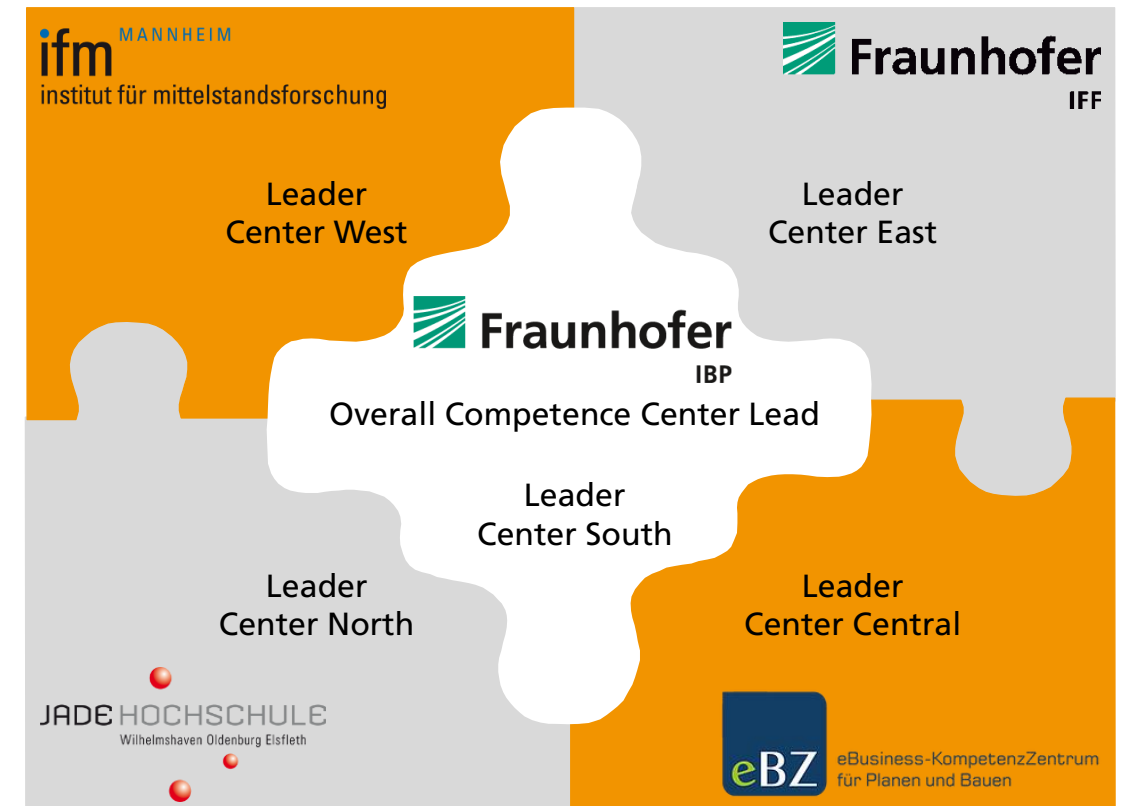 ifm MANNHEIM
institut für mittelstandsforschung
Fraunhofer
IFF
Leader
Center West
Leader
Center East
Fraunhofer
IBP
Overall Competence Center Lead
Leader
Center South
Leader
Center North
Leader
Center Central
JADE HOCHSCHULE
Wilhelmshaven Oldenburg Elsfleth
eBZ
eBusiness-KompetenzZentrum
für Planen und Bauen